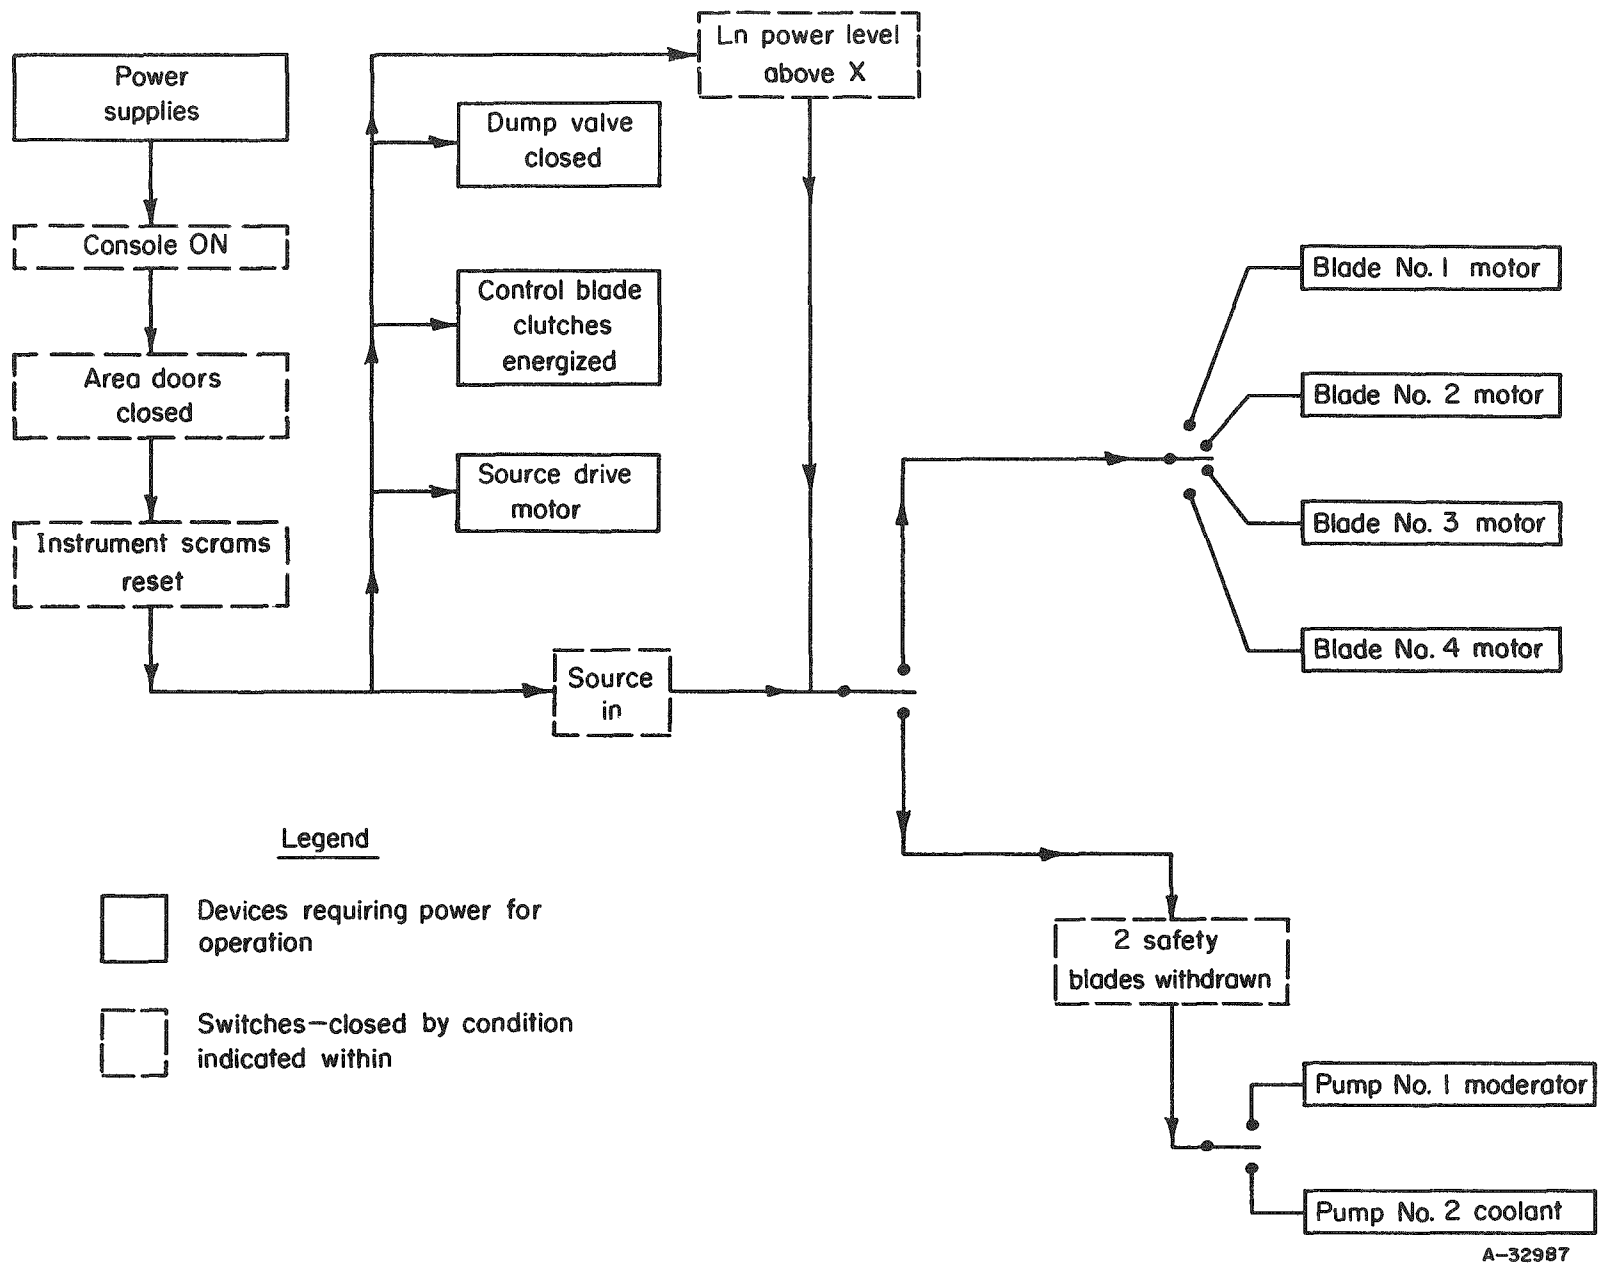 Power
supplies
Console ON
Area doors
closed
Instrument scrams
reset
Ln power level
above X
Dump valve
closed
Control blade
clutches
energized
Source drive
motor
Source
in
Blade No. 1 motor
Blade No. 2 motor
Blade No. 3 motor
Blade No. 4 motor
2 safety
blades withdrawn
Pump No. 1 moderator
Pump No. 2 coolant
Legend
Devices requiring power for
operation
Switches—closed by condition
indicated within
A-32987